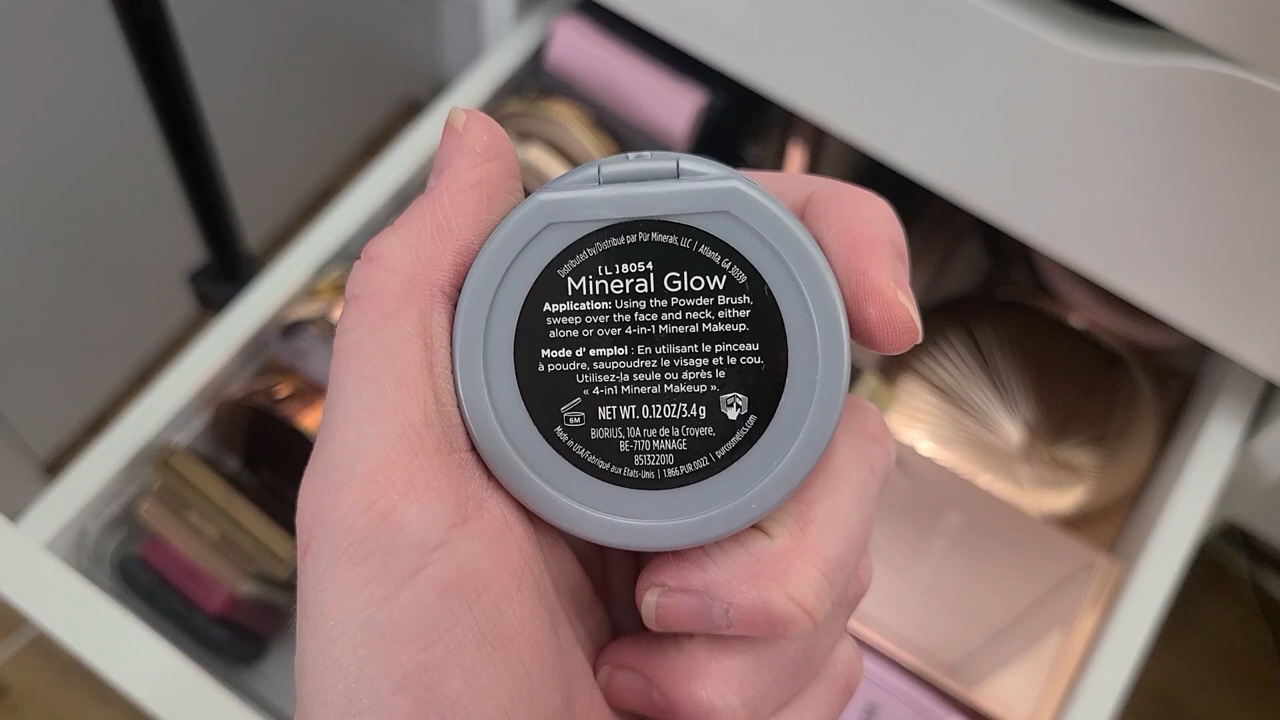 Distributed by/Distribué par Pür Minerals, LLC | Atlanta, GA 30339
[L]8054
Mineral Glow
Application: Using the Powder Brush,
sweep over the face and neck, either
alone or over 4-in-1 Mineral Makeup.
Mode d' emploi : En utilisant le pinceau
à poudre, saupoudrez le visage et le cou.
Utilisez-la seule ou après le
« 4-in1 Mineral Makeup ».
6M
NET WT. 0.12 OZ/3.4 g
BIORIUS, 10A rue de la Croyere,
BE-7170 MANAGE
851322010
Made in USA/Fabriqué aux Etats-Unis | 1.866.PUR.0022 | purcosmetics.com